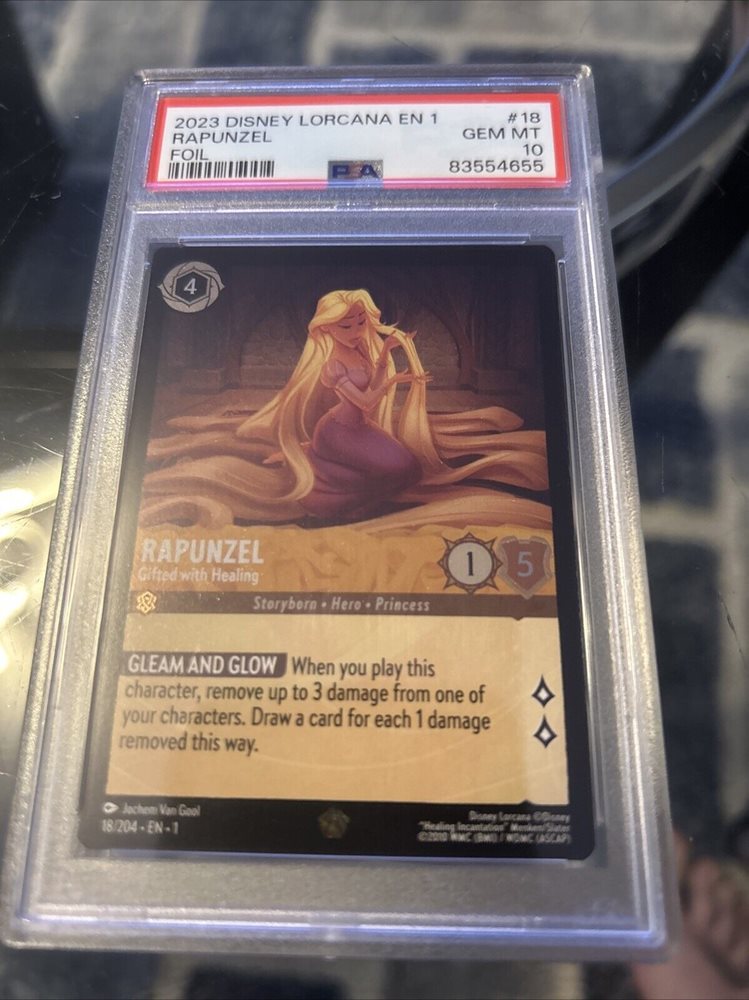 2023 DISNEY LORCANA EN 1 #18
RAPUNZEL GEM MT
FOIL 10
PSA 83554655
4
RAPUNZEL
Gifted with Healing
1 5
Storyborn • Hero • Princess
GLEAM AND GLOW When you play this
character, remove up to 3 damage from one of
your characters. Draw a card for each 1 damage
removed this way.
Jochem Van Gool
18/204 • EN • 1
Disney Lorcana ©Disney
"Healing Incantation" Menken/Slater
©2010 WMC (BMI) / WDMC (ASCAP)